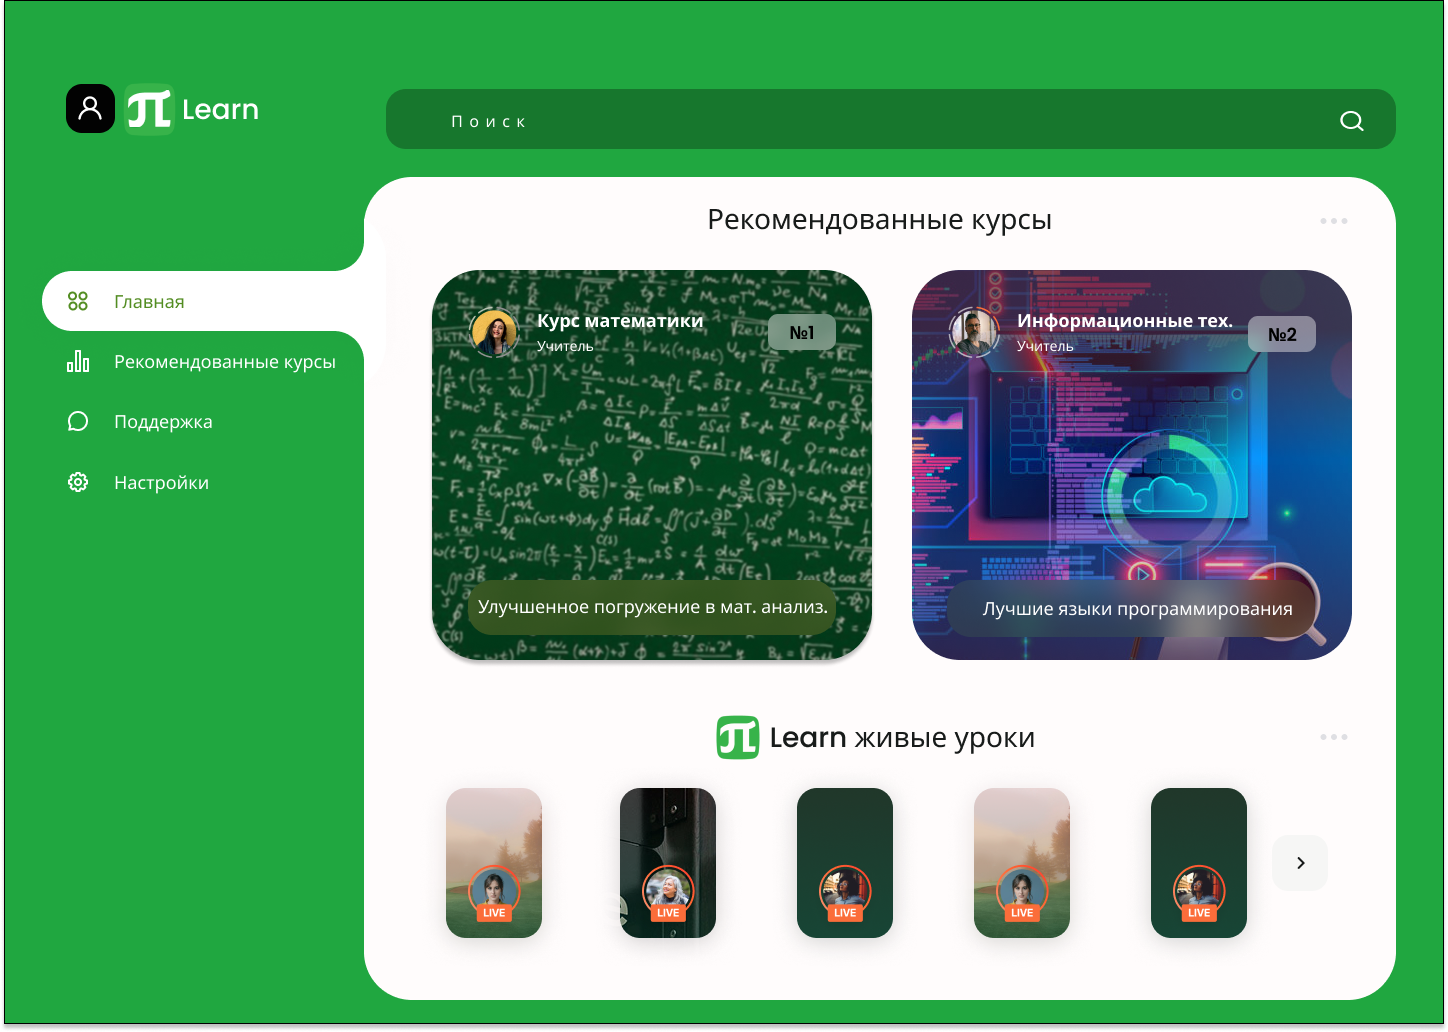 Learn
Поиск
Рекомендованные курсы
Главная
Рекомендованные курсы
Поддержка
Настройки
Курс математики
Учитель
№1
Улучшенное погружение в мат. анализ.
Информационные тех.
Учитель
№2
Лучшие языки программирования
Learn живые уроки
LIVE
LIVE
LIVE
LIVE
LIVE